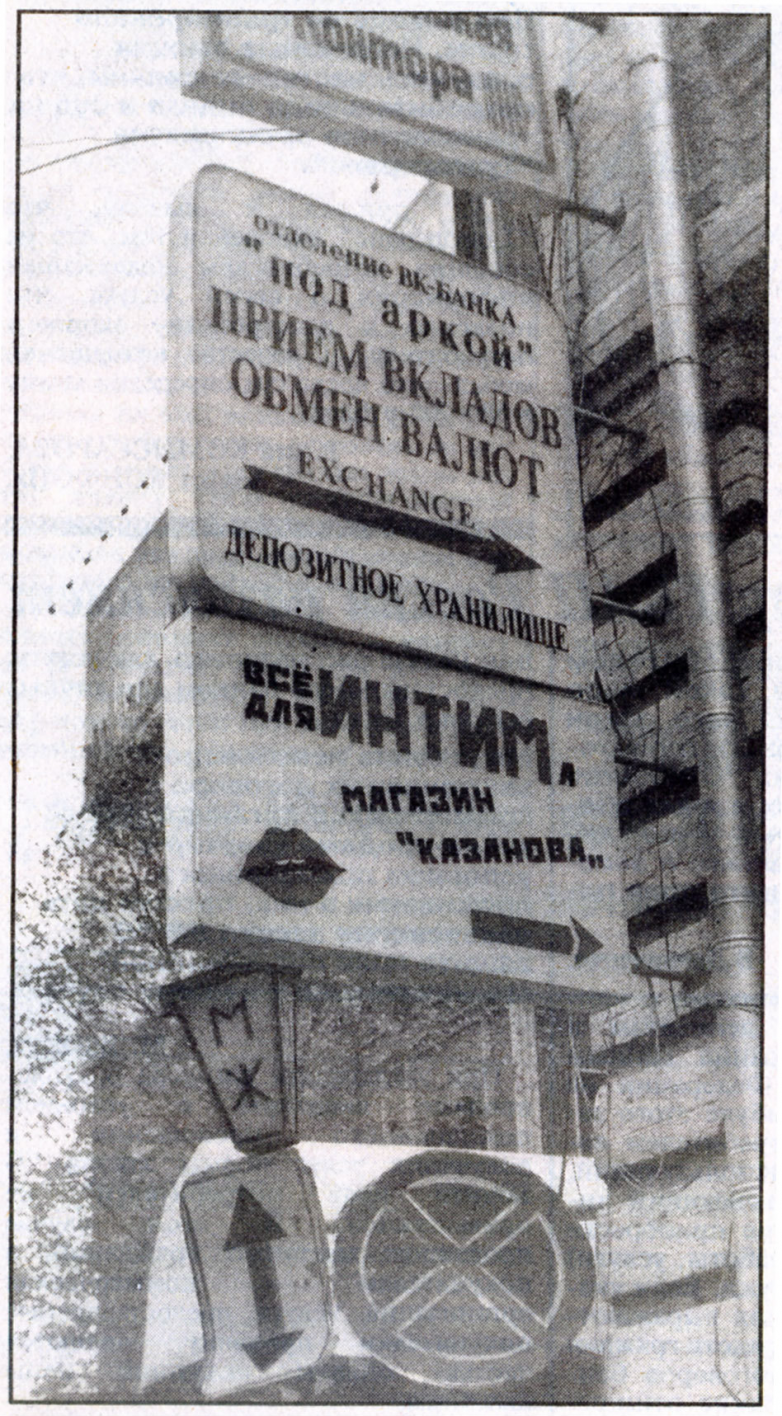 Контора
отделение ВК-БАНКА
"под аркой"
ПРИЕМ ВКЛАДОВ
ОБМЕН ВАЛЮТ
EXCHANGE
ДЕПОЗИТНОЕ ХРАНИЛИЩЕ
ВСЁ ДЛЯ ИНТИМА
МАГАЗИН
"КАЗАНОВА"
М
Ж